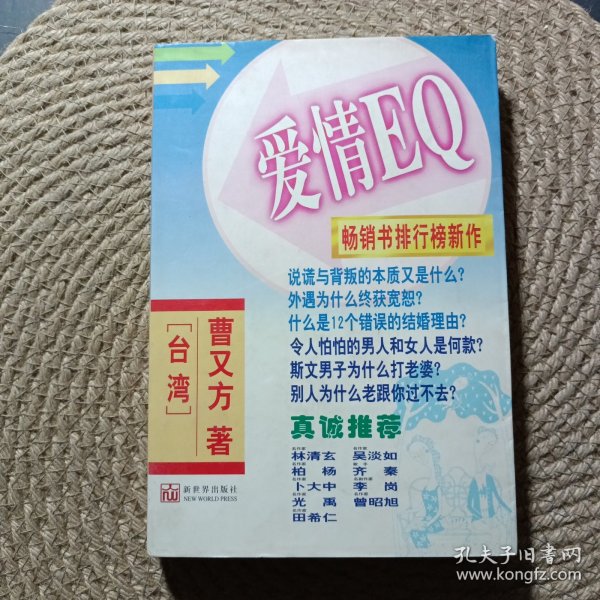 爱情EQ
畅销书排行榜新作
说谎与背叛的本质又是什么?
外遇为什么终获宽恕?
什么是12个错误的结婚理由?
令人怕怕的男人和女人是何款?
斯文男子为什么打老婆?
别人为什么老跟你过不去?
[台湾]
曹又方 著
真诚推荐
林清玄 吴淡如
柏杨 齐秦
卜大中 李岗
光禹 曾昭旭
田希仁
新世界出版社
NEW WORLD PRESS
孔夫子旧书网
www.kongfz.com